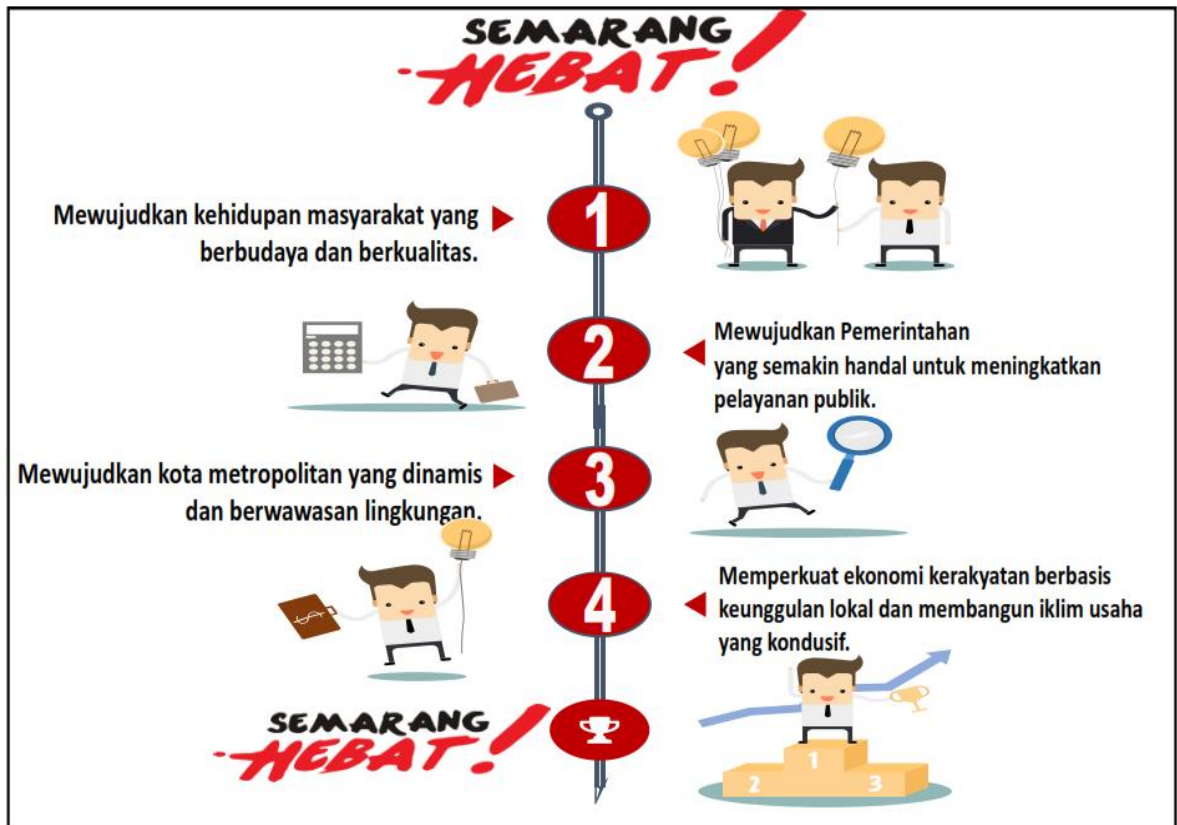 SEMARANG
HEBAT!
1
Mewujudkan kehidupan masyarakat yang
berbudaya dan berkualitas.
2
Mewujudkan Pemerintahan
yang semakin handal untuk meningkatkan
pelayanan publik.
3
Mewujudkan kota metropolitan yang dinamis
dan berwawasan lingkungan.
4
Memperkuat ekonomi kerakyatan berbasis
keunggulan lokal dan membangun iklim usaha
yang kondusif.
$
SEMARANG
HEBAT!
1
2
3